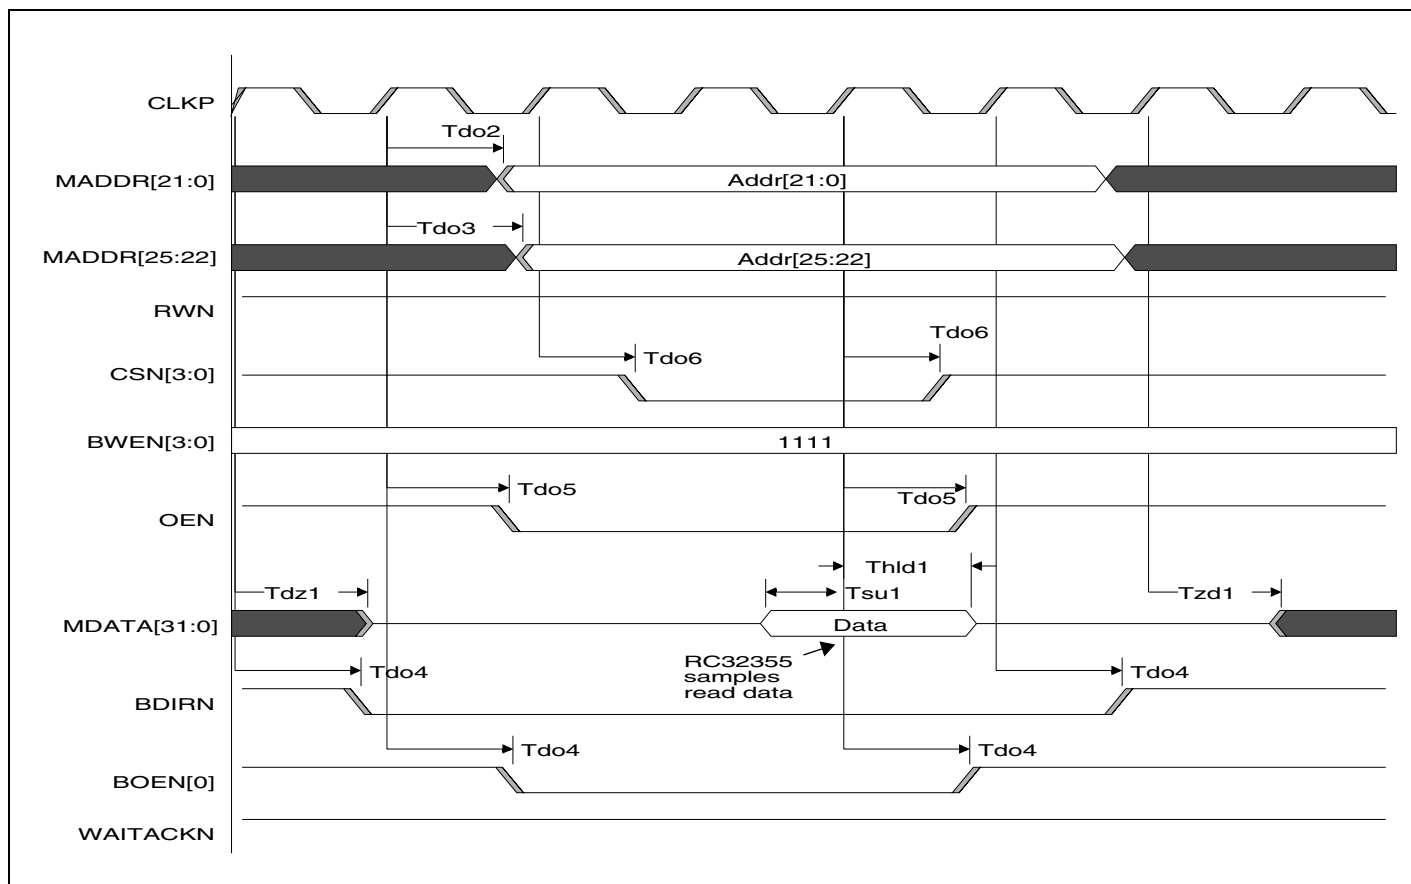 CLKP
Tdo2
MADDR[21:0]
Addr[21:0]
Tdo3
MADDR[25:22]
Addr[25:22]
RWN
Tdo6
Tdo6
CSN[3:0]
BWEN[3:0]
1111
Tdo5
Tdo5
OEN
Thld1
Tdz1
Tsu1
Tzd1
MDATA[31:0]
Data
RC32355
samples
read data
Tdo4
Tdo4
BDIRN
Tdo4
Tdo4
BOEN[0]
WAITACKN